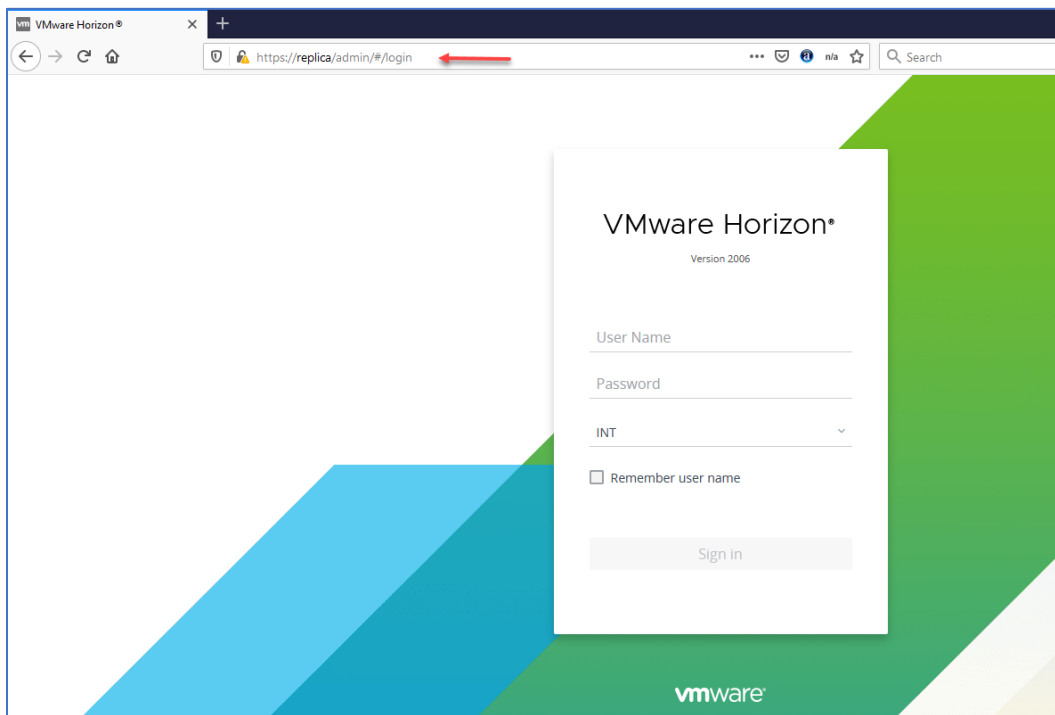 vm VMware Horizon®
https://replica/admin/#/login
n/a
Search
VMware Horizon®
Version 2006
User Name
Password
INT
Remember user name
Sign in
vmware®